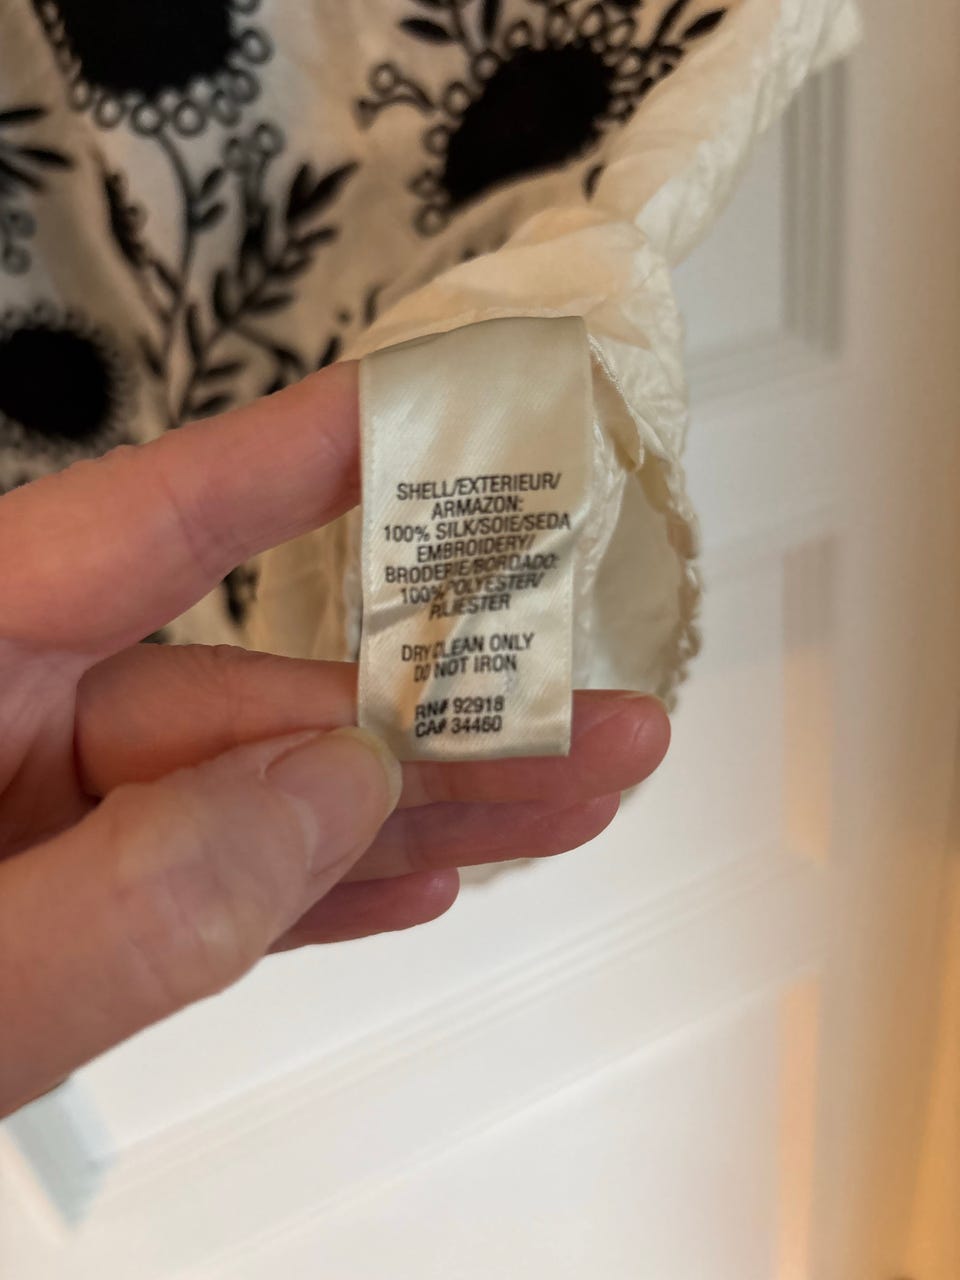 SHELL/EXTERIEUR/
ARMAZON:
100% SILK/SOIE/SEDA
EMBROIDERY/
BRODERIE/BORDADO:
100% POLYESTER/
POLIESTER
DRY CLEAN ONLY
DO NOT IRON
RN# 92918
CA# 34460